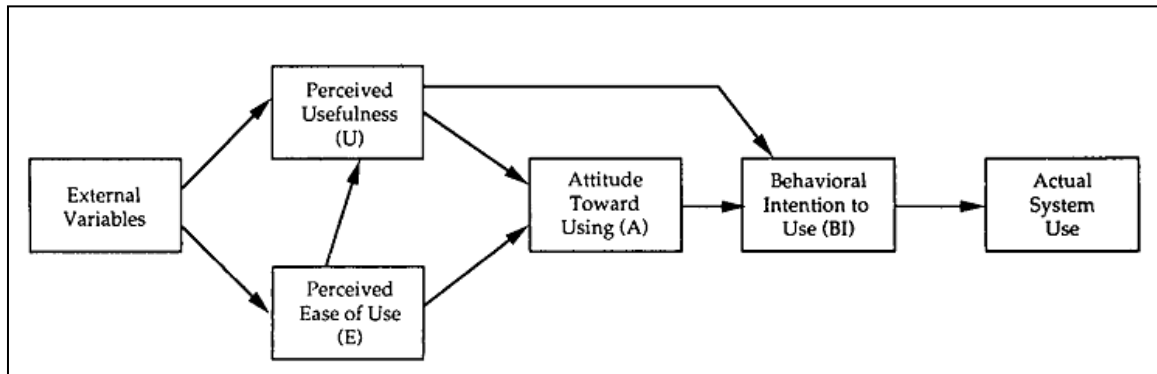 Perceived
Usefulness
(U)
External
Variables
Perceived
Ease of Use
(E)
Attitude
Toward
Using (A)
Behavioral
Intention to
Use (BI)
Actual
System
Use